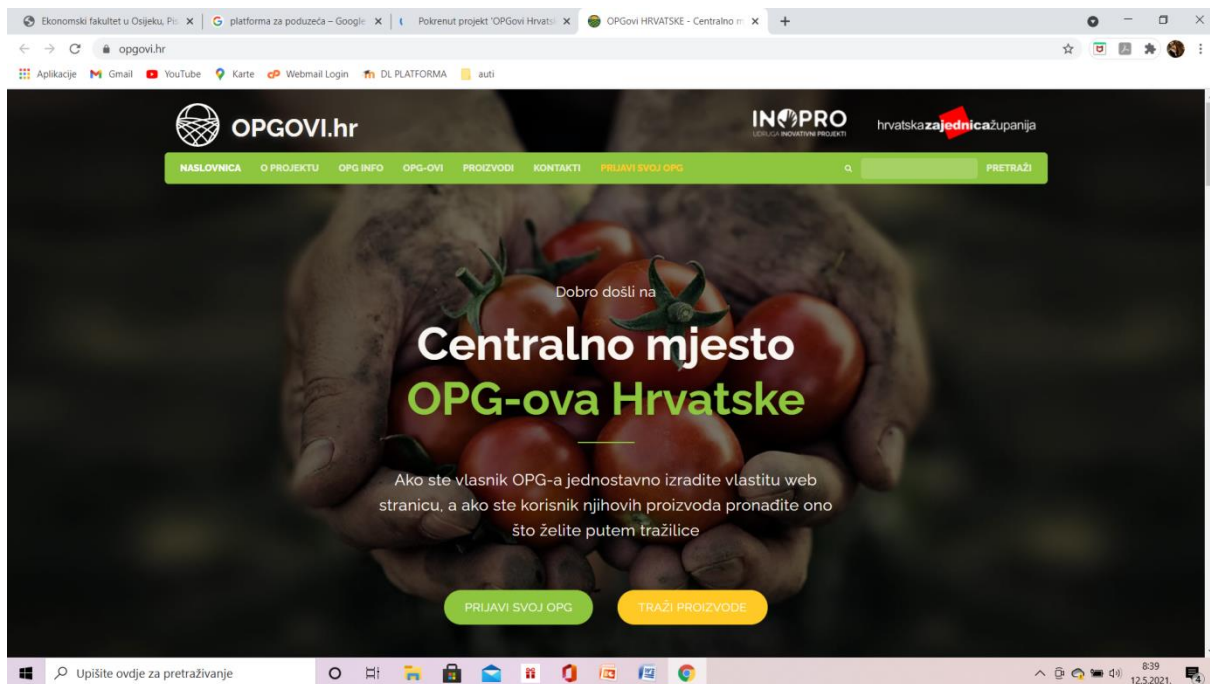 Ekonomski fakultet u Osijeku, Pis
platforma za poduzeća – Google
Pokrenut projekt 'OPGovi Hrvats
OPGovi HRVATSKE - Centralno m
opgovi.hr
Aplikacije Gmail YouTube Karte Webmail Login DL PLATFORMA auti
OPGOVI.hr
INOPRO
UDRUGA INOVATIVNI PROJEKTI
hrvatskazajednicažupanija
NASLOVNICA O PROJEKTU OPG INFO OPG-OVI PROIZVODI KONTAKTI PRIJAVI SVOJ OPG PRETRAŽI
Dobro došli na
Centralno mjesto
OPG-ova Hrvatske
Ako ste vlasnik OPG-a jednostavno izradite vlastitu web
stranicu, a ako ste korisnik njihovih proizvoda pronađite ono
što želite putem tražilice
PRIJAVI SVOJ OPG TRAŽI PROIZVODE
Upišite ovdje za pretraživanje
8:39
12.5.2021.
4